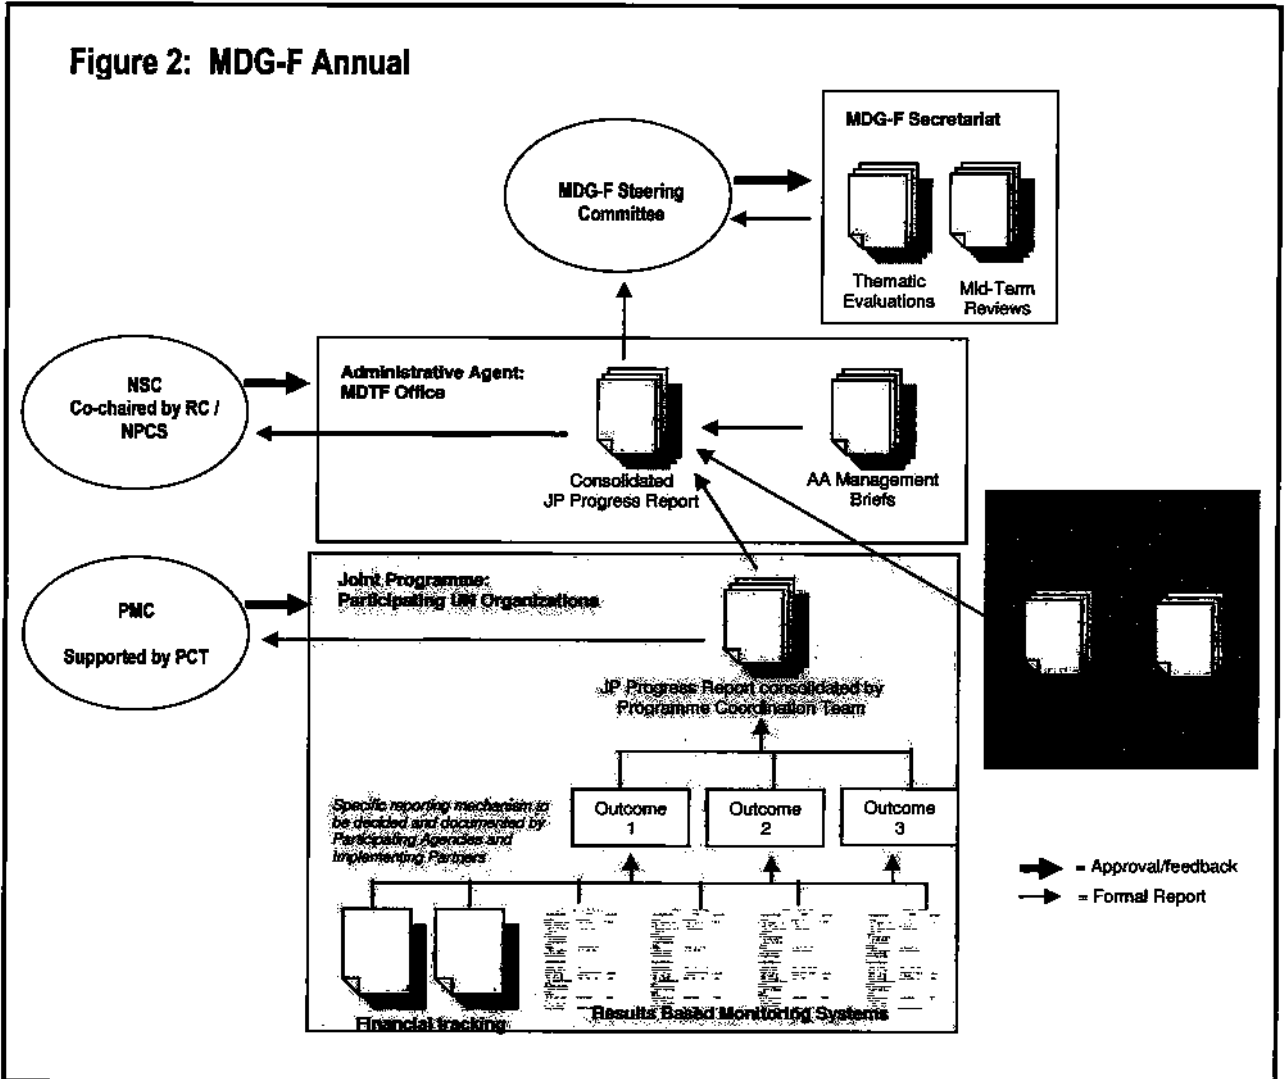 Figure 2: MDG-F Annual
MDG-F Secretariat
MDG-F Steering
Committee
Thematic
Evaluations
Mid-Term
Reviews
NSC
Co-chaired by RC /
NPCS
Administrative Agent:
MDTF Office
Consolidated
JP Progress Report
AA Management
Briefs
PMC
Supported by PCT
Joint Programme:
Participating UN Organizations
JP Progress Report consolidated by
Programme Coordination Team
Specific reporting mechanism to
be decided and documented by
Participating Agencies and
Implementing Partners
Outcome
1
Outcome
2
Outcome
3
= Approval/feedback
= Formal Report
Financial tracking
Results Based Monitoring Systems